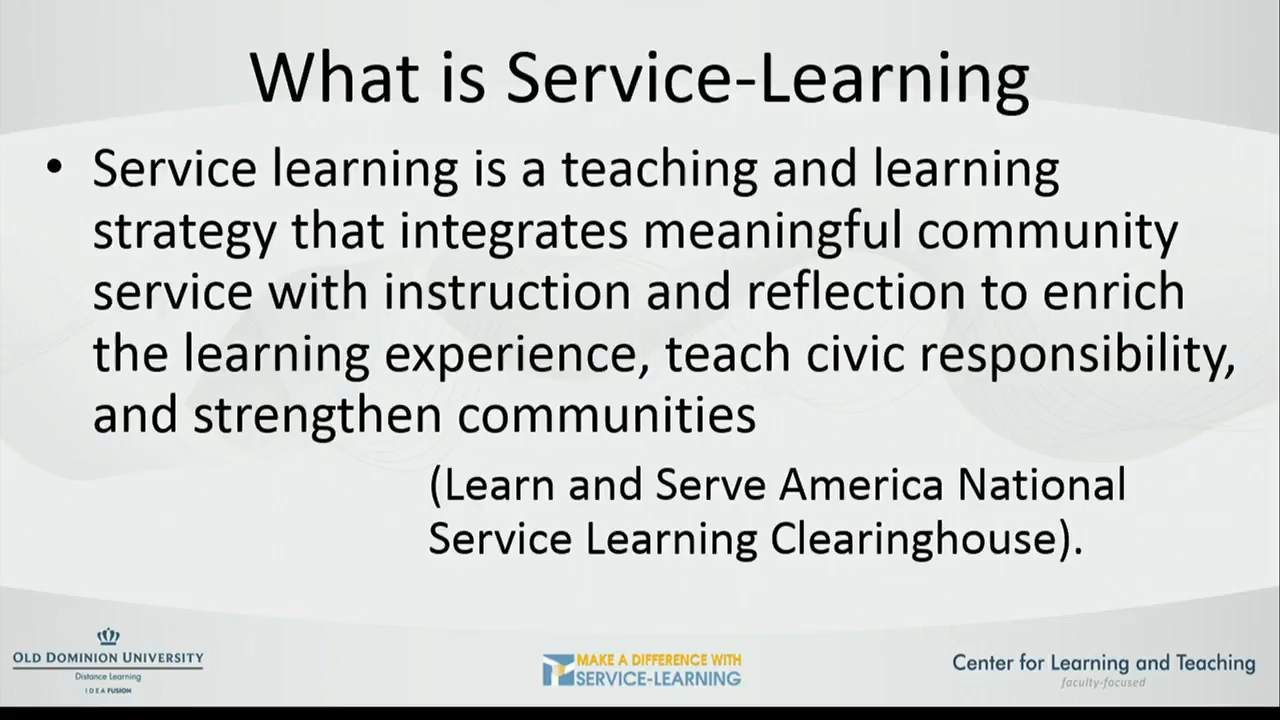 What is Service-Learning
• Service learning is a teaching and learning
strategy that integrates meaningful community
service with instruction and reflection to enrich
the learning experience, teach civic responsibility,
and strengthen communities
(Learn and Serve America National
Service Learning Clearinghouse).
OLD DOMINION UNIVERSITY
Distance Learning
IDEA FUSION
MAKE A DIFFERENCE WITH
SERVICE-LEARNING
Center for Learning and Teaching
faculty-focused